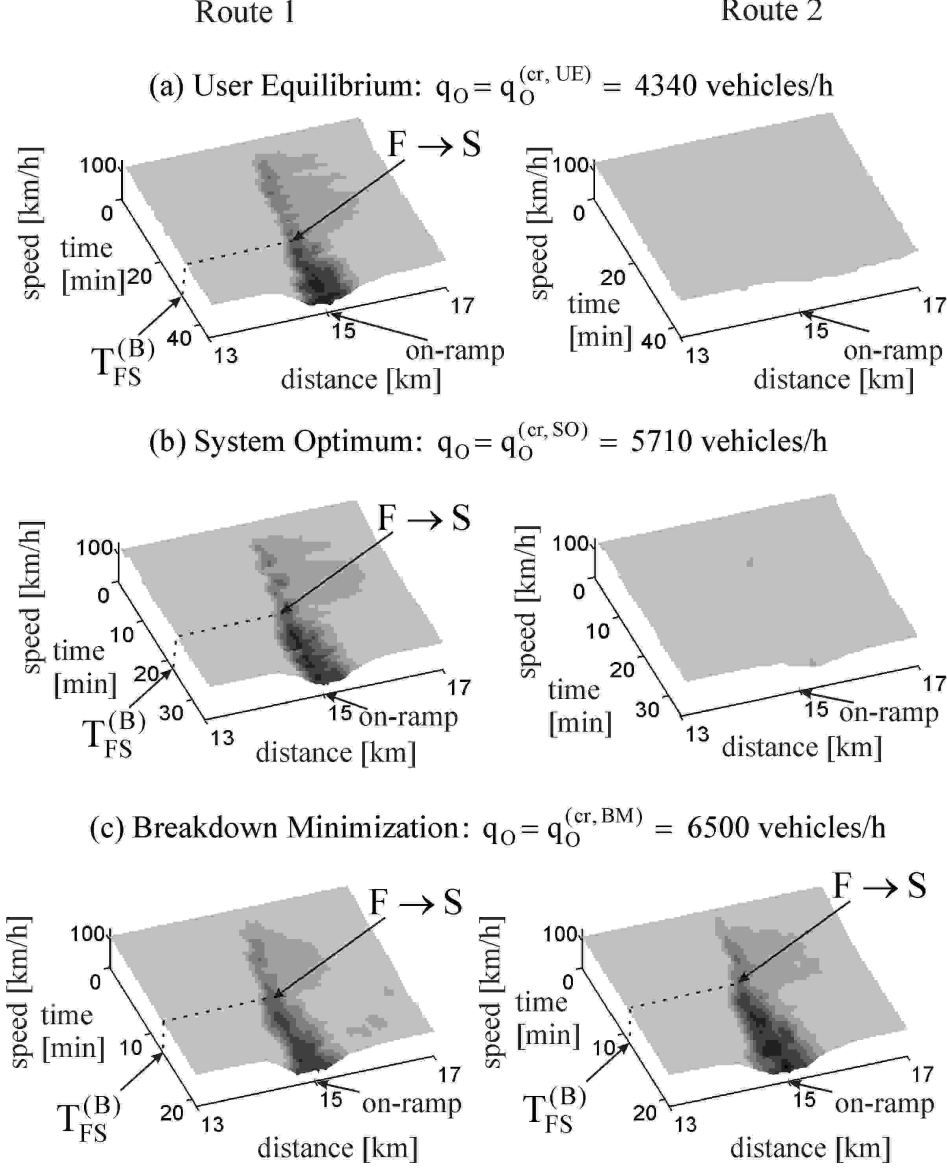 Route 1
Route 2
(a) User Equilibrium: q_O = q_O^(cr, UE) = 4340 vehicles/h
speed [km/h]
100
0
time
[min]
20
40
T_FS^(B)
F → S
13
15
17
on-ramp
distance [km]
speed [km/h]
100
0
20
time
[min]
40
13
15
17
on-ramp
distance [km]
(b) System Optimum: q_O = q_O^(cr, SO) = 5710 vehicles/h
speed [km/h]
100
0
10
time
[min]
20
30
T_FS^(B)
F → S
13
15
17
on-ramp
distance [km]
speed [km/h]
100
0
10
20
time
[min]
30
13
15
17
on-ramp
distance [km]
(c) Breakdown Minimization: q_O = q_O^(cr, BM) = 6500 vehicles/h
speed [km/h]
100
0
time
[min]
10
20
T_FS^(B)
F → S
13
15
17
on-ramp
distance [km]
speed [km/h]
100
0
time
[min]
10
20
T_FS^(B)
F → S
13
15
17
on-ramp
distance [km]